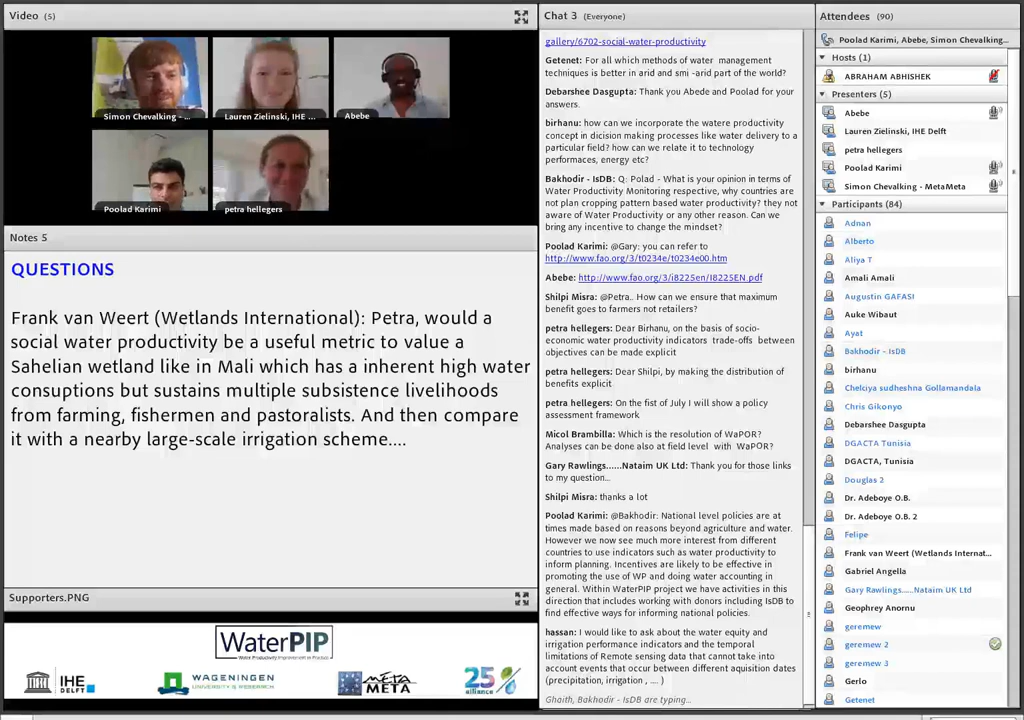 Video (5)
Simon Chevalking - ...
Lauren Zielinski, IHE ...
Abebe
Poolad Karimi
petra hellegers
Notes 5
QUESTIONS
Frank van Weert (Wetlands International): Petra, would a
social water productivity be a useful metric to value a
Sahelian wetland like in Mali which has a inherent high water
consuptions but sustains multiple subsistence livelihoods
from farming, fishermen and pastoralists. And then compare
it with a nearby large-scale irrigation scheme....
Supporters.PNG
WaterPIP
Water Productivity Improvement in Practice
IHE
DELFT
WAGENINGEN
UNIVERSITY & RESEARCH
META
META
25
alliance
Chat 3 (Everyone)
gallery/6702-social-water-productivity
Getenet: For all which methods of water management
techniques is better in arid and smi -arid part of the world?
Debarshee Dasgupta: Thank you Abede and Poolad for your
answers.
birhanu: how can we incorporate the watere productivity
concept in dicision making processes like water delivery to a
particular field? how can we relate it to technology
performaces, energy etc?
Bakhodir - IsDB: Q: Polad - What is your opinion in terms of
Water Productivity Monitoring respective, why countries are
not plan cropping pattern based water productivity? they not
aware of Water Productivity or any other reason. Can we
bring any incentive to change the mindset?
Poolad Karimi: @Gary: you can refer to
http://www.fao.org/3/t0234e/t0234e00.htm
Abebe: http://www.fao.org/3/i8225en/I8225EN.pdf
Shilpi Misra: @Petra.. How can we ensure that maximum
benefit goes to farmers not retailers?
petra hellegers: Dear Birhanu, on the basis of socio-
economic water productivity indicators trade-offs between
objectives can be made explicit
petra hellegers: Dear Shilpi, by making the distribution of
benefits explicit
petra hellegers: On the fist of July I will show a policy
assessment framework
Micol Brambilla: Which is the resolution of WaPOR?
Analyses can be done also at field level with WaPOR?
Gary Rawlings......Nataim UK Ltd: Thank you for those links
to my question...
Shilpi Misra: thanks a lot
Poolad Karimi: @Bakhodir: National level policies are at
times made based on reasons beyond agriculture and water.
However we now see much more interest from different
countries to use indicators such as water productivity to
inform planning. Incentives are likely to be effective in
promoting the use of WP and doing water accounting in
general. Within WaterPIP project we have activities in this
direction that includes working with donors including IsDB to
find effective ways for informing national policies.
hassan: I would like to ask about the water equity and
irrigation performance indicators and the temporal
limitations of Remote sensing data that cannot take into
account events that occur between different aquisition dates
(precipitation, irrigation , .... )
Ghaith, Bakhodir - IsDB are typing...
Attendees (90)
Poolad Karimi, Abebe, Simon Chevalking...
Hosts (1)
ABRAHAM ABHISHEK
Presenters (5)
Abebe
Lauren Zielinski, IHE Delft
petra hellegers
Poolad Karimi
Simon Chevalking - MetaMeta
Participants (84)
Adnan
Alberto
Aliya T
Amali Amali
Augustin GAFASI
Auke Wibaut
Ayat
Bakhodir - IsDB
birhanu
Chelciya sudheshna Gollamandala
Chris Gikonyo
Debarshee Dasgupta
DGACTA Tunisia
DGACTA, Tunisia
Douglas 2
Dr. Adeboye O.B.
Dr. Adeboye O.B. 2
Felipe
Frank van Weert (Wetlands Internat...
Gabriel Angella
Gary Rawlings......Nataim UK Ltd
Geophrey Anornu
geremew
geremew 2
geremew 3
Gerlo
Getenet